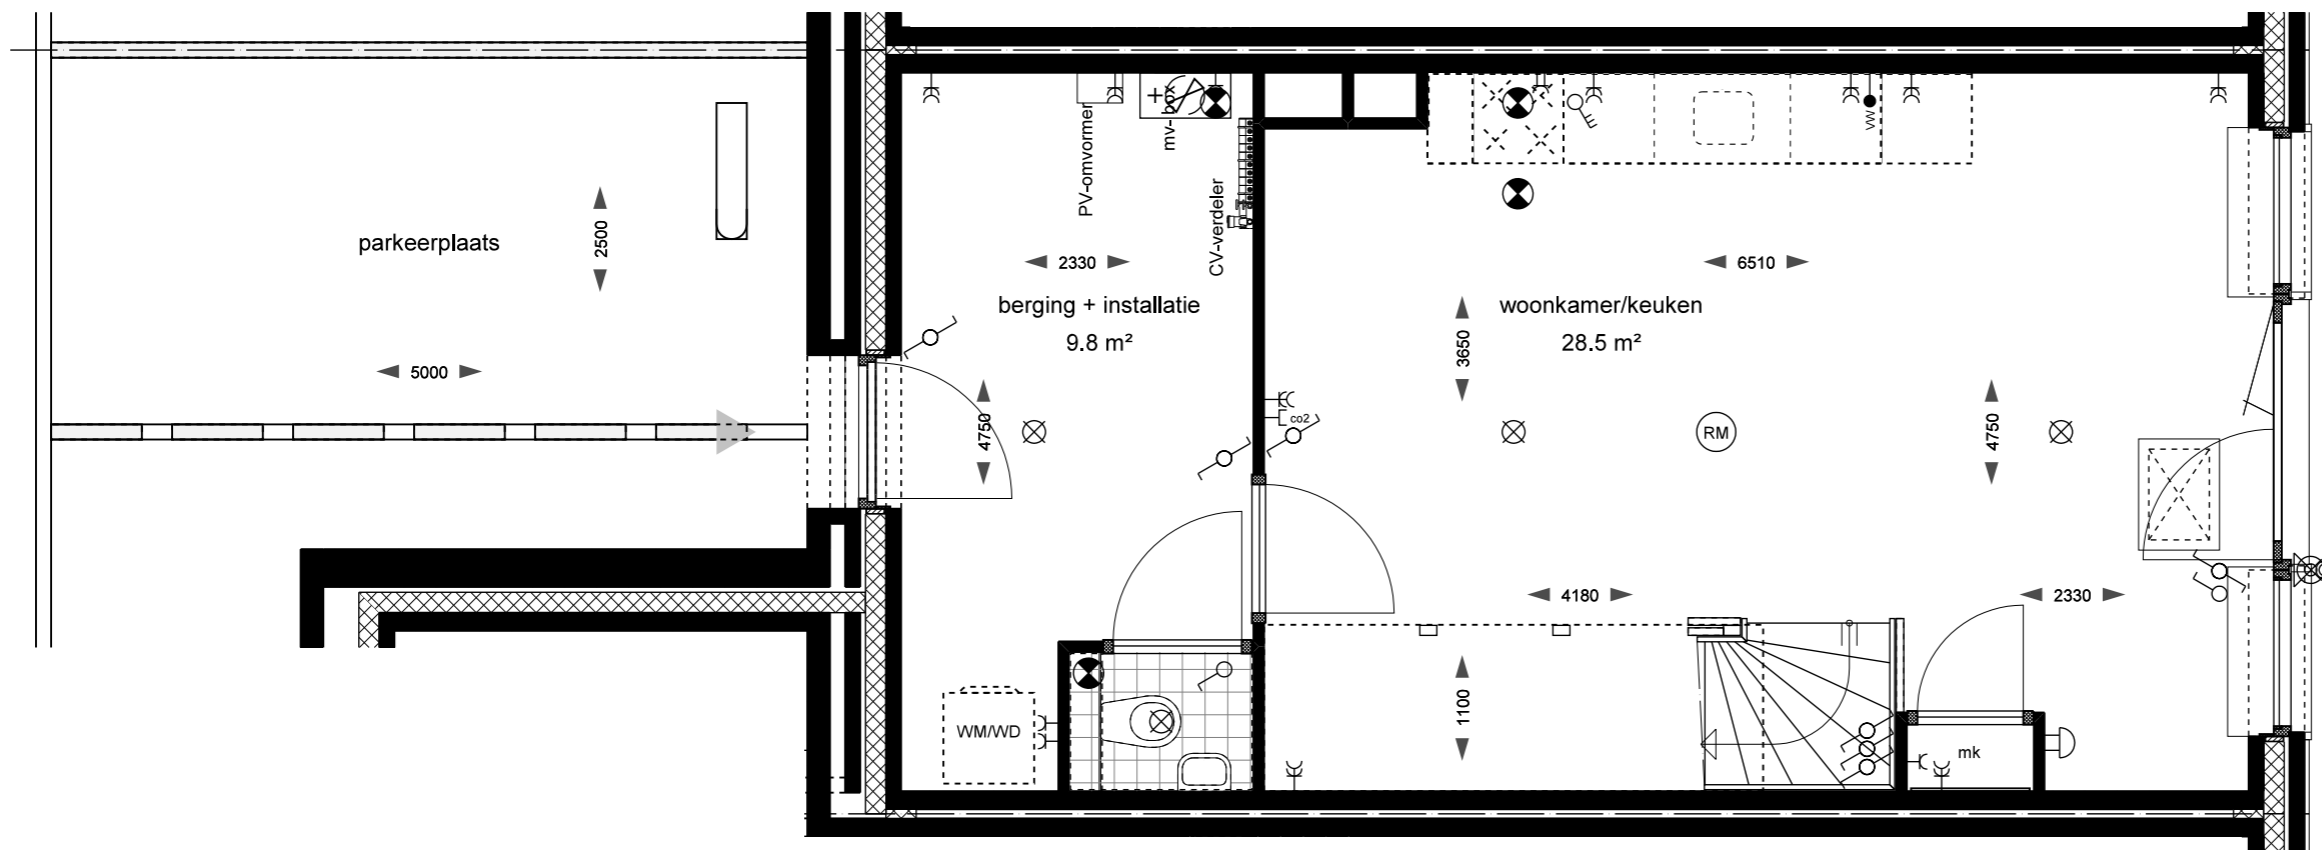 parkeerplaats
2500
5000
PV-omvormer
mv-box
CV-verdeler
2330
berging + installatie
9.8 m²
4750
WM/WD
co2
6510
woonkamer/keuken
28.5 m²
3650
RM
4750
4180
2330
1100
mk
vw